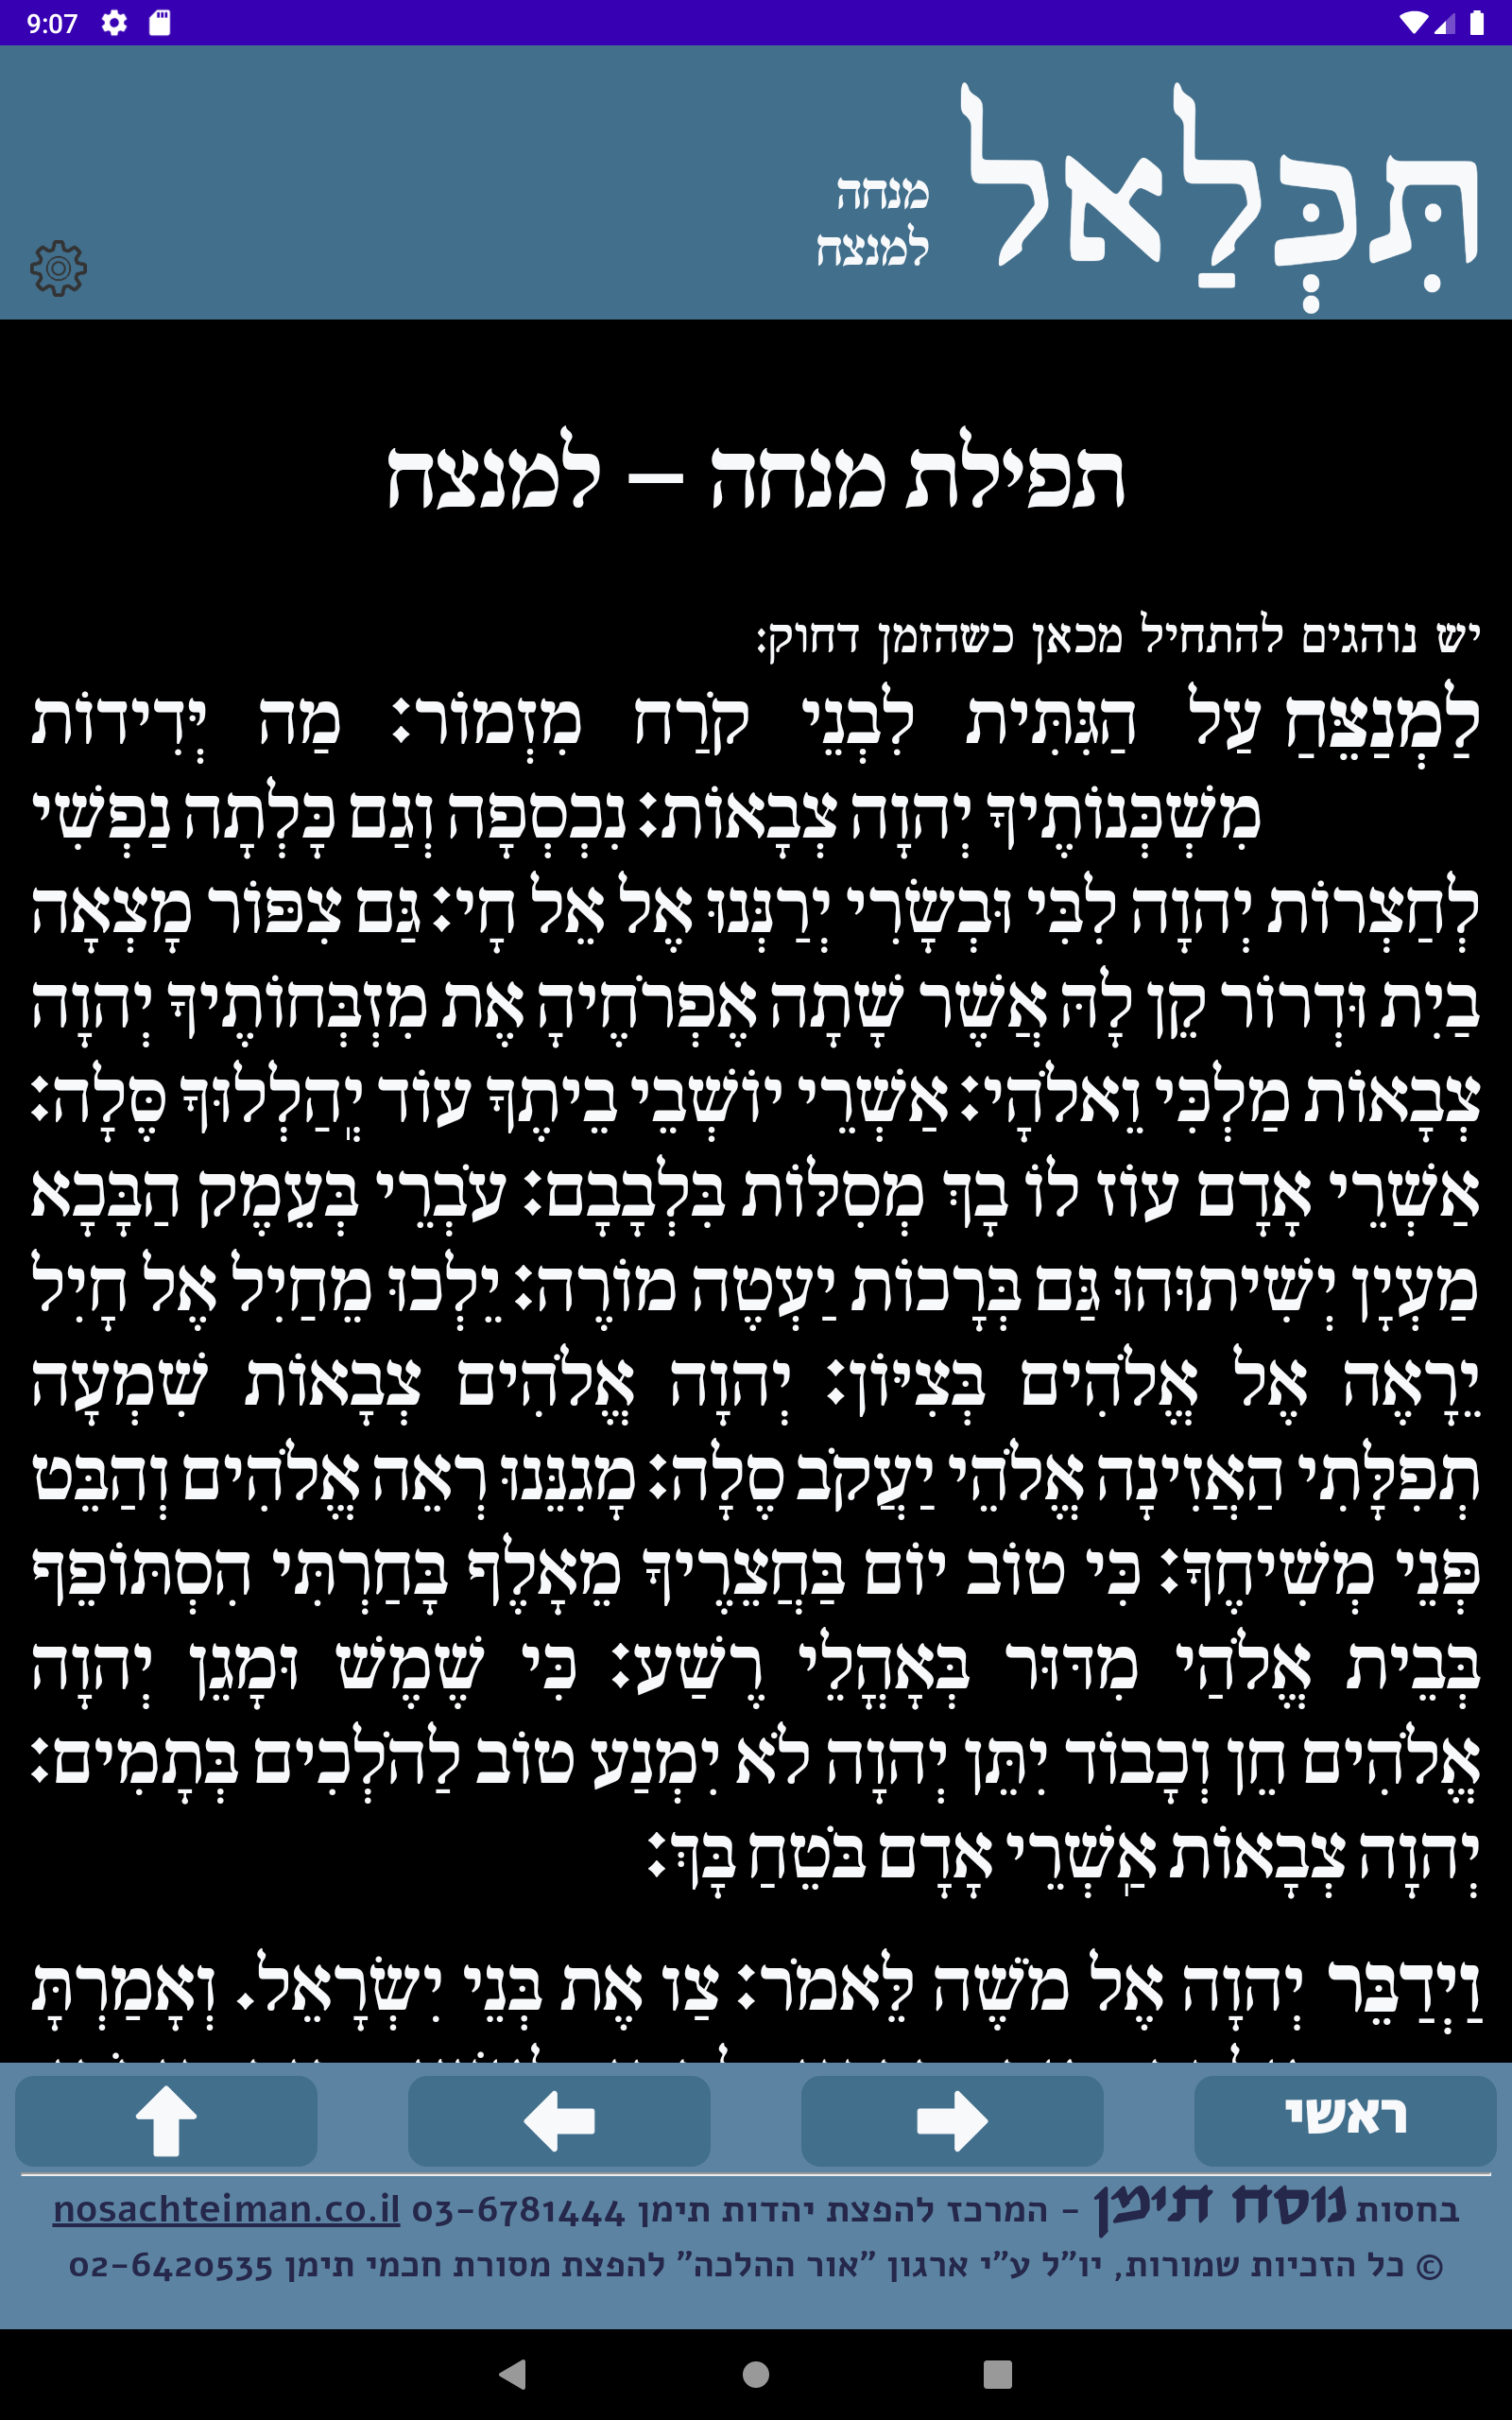 9:07
תִּכְּלַאל
מנחה
למנצח
תפילת מנחה – למנצח
יש נוהגים להתחיל מכאן כשהזמן דחוק:
לַמְנַצֵּחַ עַל הַגִּתִּית לִבְנֵי קֹרַח מִזְמוֹר: מַה יְּדִידוֹת
מִשְׁכְּנוֹתֶיךָ יְהוָה צְבָאוֹת: נִכְסְפָה וְגַם כָּלְתָה נַפְשִׁי
לְחַצְרוֹת יְהוָה לִבִּי וּבְשָׂרִי יְרַנְּנוּ אֶל אֵל חָי: גַּם צִפּוֹר מָצְאָה
בַיִת וּדְרוֹר קֵן לָהּ אֲשֶׁר שָׁתָה אֶפְרֹחֶיהָ אֶת מִזְבְּחוֹתֶיךָ יְהוָה
צְבָאוֹת מַלְכִּי וֵאלֹהָי: אַשְׁרֵי יוֹשְׁבֵי בֵיתֶךָ עוֹד יְֽהַלְלוּךָ סֶּלָה:
אַשְׁרֵי אָדָם עוֹז לוֹ בָךְ מְסִלּוֹת בִּלְבָבָם: עֹבְרֵי בְּעֵמֶק הַבָּכָא
מַעְיָן יְשִׁיתוּהוּ גַּם בְּרָכוֹת יַעְטֶה מוֹרֶה: יֵלְכוּ מֵחַיִל אֶל חָיִל
יֵרָאֶה אֶל אֱלֹהִים בְּצִיּוֹן: יְהוָה אֱלֹהִים צְבָאוֹת שִׁמְעָה
תְפִלָּתִי הַאֲזִינָה אֱלֹהֵי יַעֲקֹב סֶלָה: מָגִנֵּנוּ רְאֵה אֱלֹהִים וְהַבֵּט
פְּנֵי מְשִׁיחֶךָ: כִּי טוֹב יוֹם בַּחֲצֵרֶיךָ מֵאָלֶף בָּחַרְתִּי הִסְתּוֹפֵף
בְּבֵית אֱלֹהַי מִדּוּר בְּאָהֳלֵי רֶשַׁע: כִּי שֶׁמֶשׁ וּמָגֵן יְהוָה
אֱלֹהִים חֵן וְכָבוֹד יִתֵּן יְהוָה לֹא יִמְנַע טוֹב לַהֹלְכִים בְּתָמִים:
יְהוָה צְבָאוֹת אַֽשְׁרֵי אָדָם בֹּטֵחַ בָּךְ:
וַיְדַבֵּר יְהוָה אֶל מֹשֶׁה לֵּאמֹר: צַו אֶת בְּנֵי יִשְׂרָאֵל. וְאָמַרְתָּ
ראשי
בחסות נוסח תימן – המרכז להפצת יהדות תימן 03-6781444 nosachteiman.co.il
© כל הזכויות שמורות, יו"ל ע"י ארגון "אור ההלכה" להפצת מסורת חכמי תימן 02-6420535